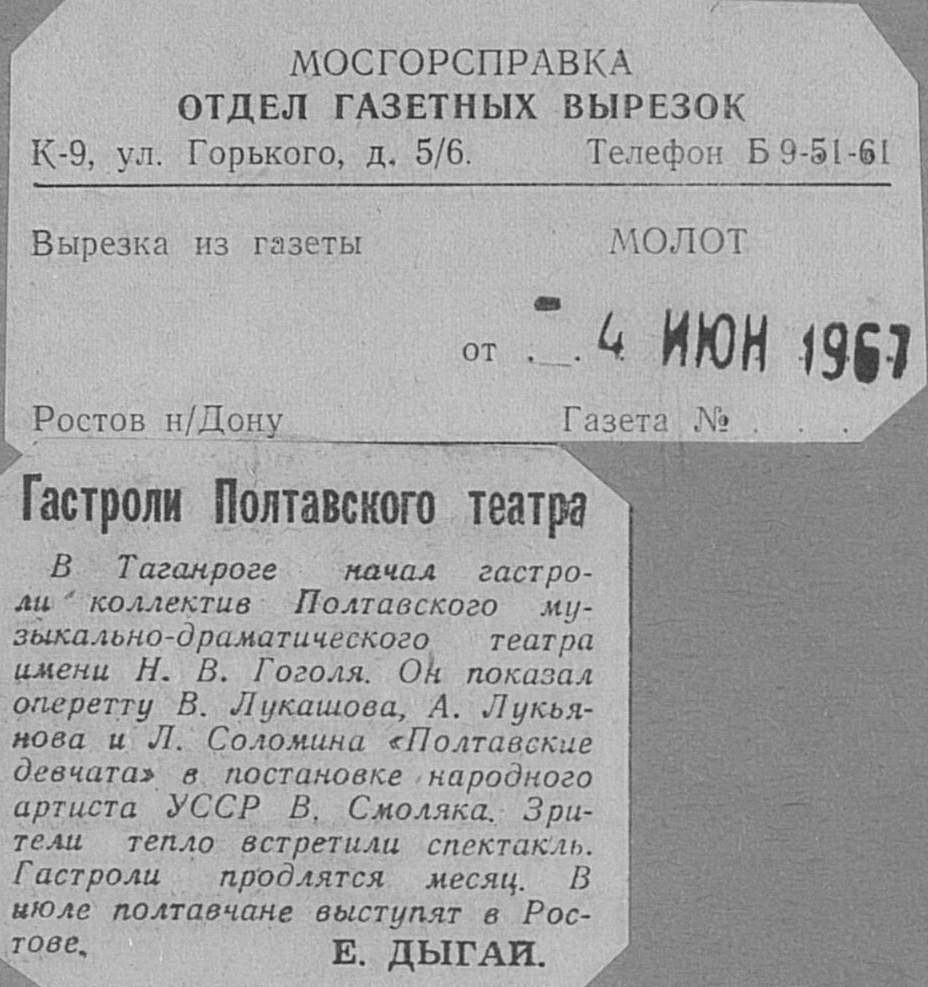 МОСГОРСПРАВКА
ОТДЕЛ ГАЗЕТНЫХ ВЫРЕЗОК
К-9, ул. Горького, д. 5/6. Телефон Б 9-51-61
Вырезка из газеты МОЛОТ
от . . - 4 ИЮН 1967
Ростов н/Дону Газета № . . .
Гастроли Полтавского театра
В Таганроге начал гастро-
ли коллектив Полтавского му-
зыкально-драматического театра
имени Н. В. Гоголя. Он показал
оперетту В. Лукашова, А. Лукья-
нова и Л. Соломина «Полтавские
девчата» в постановке народного
артиста УССР В. Смоляка. Зри-
тели тепло встретили спектакль.
Гастроли продлятся месяц. В
июле полтавчане выступят в Рос-
тове.
Е. ДЫГАЙ.